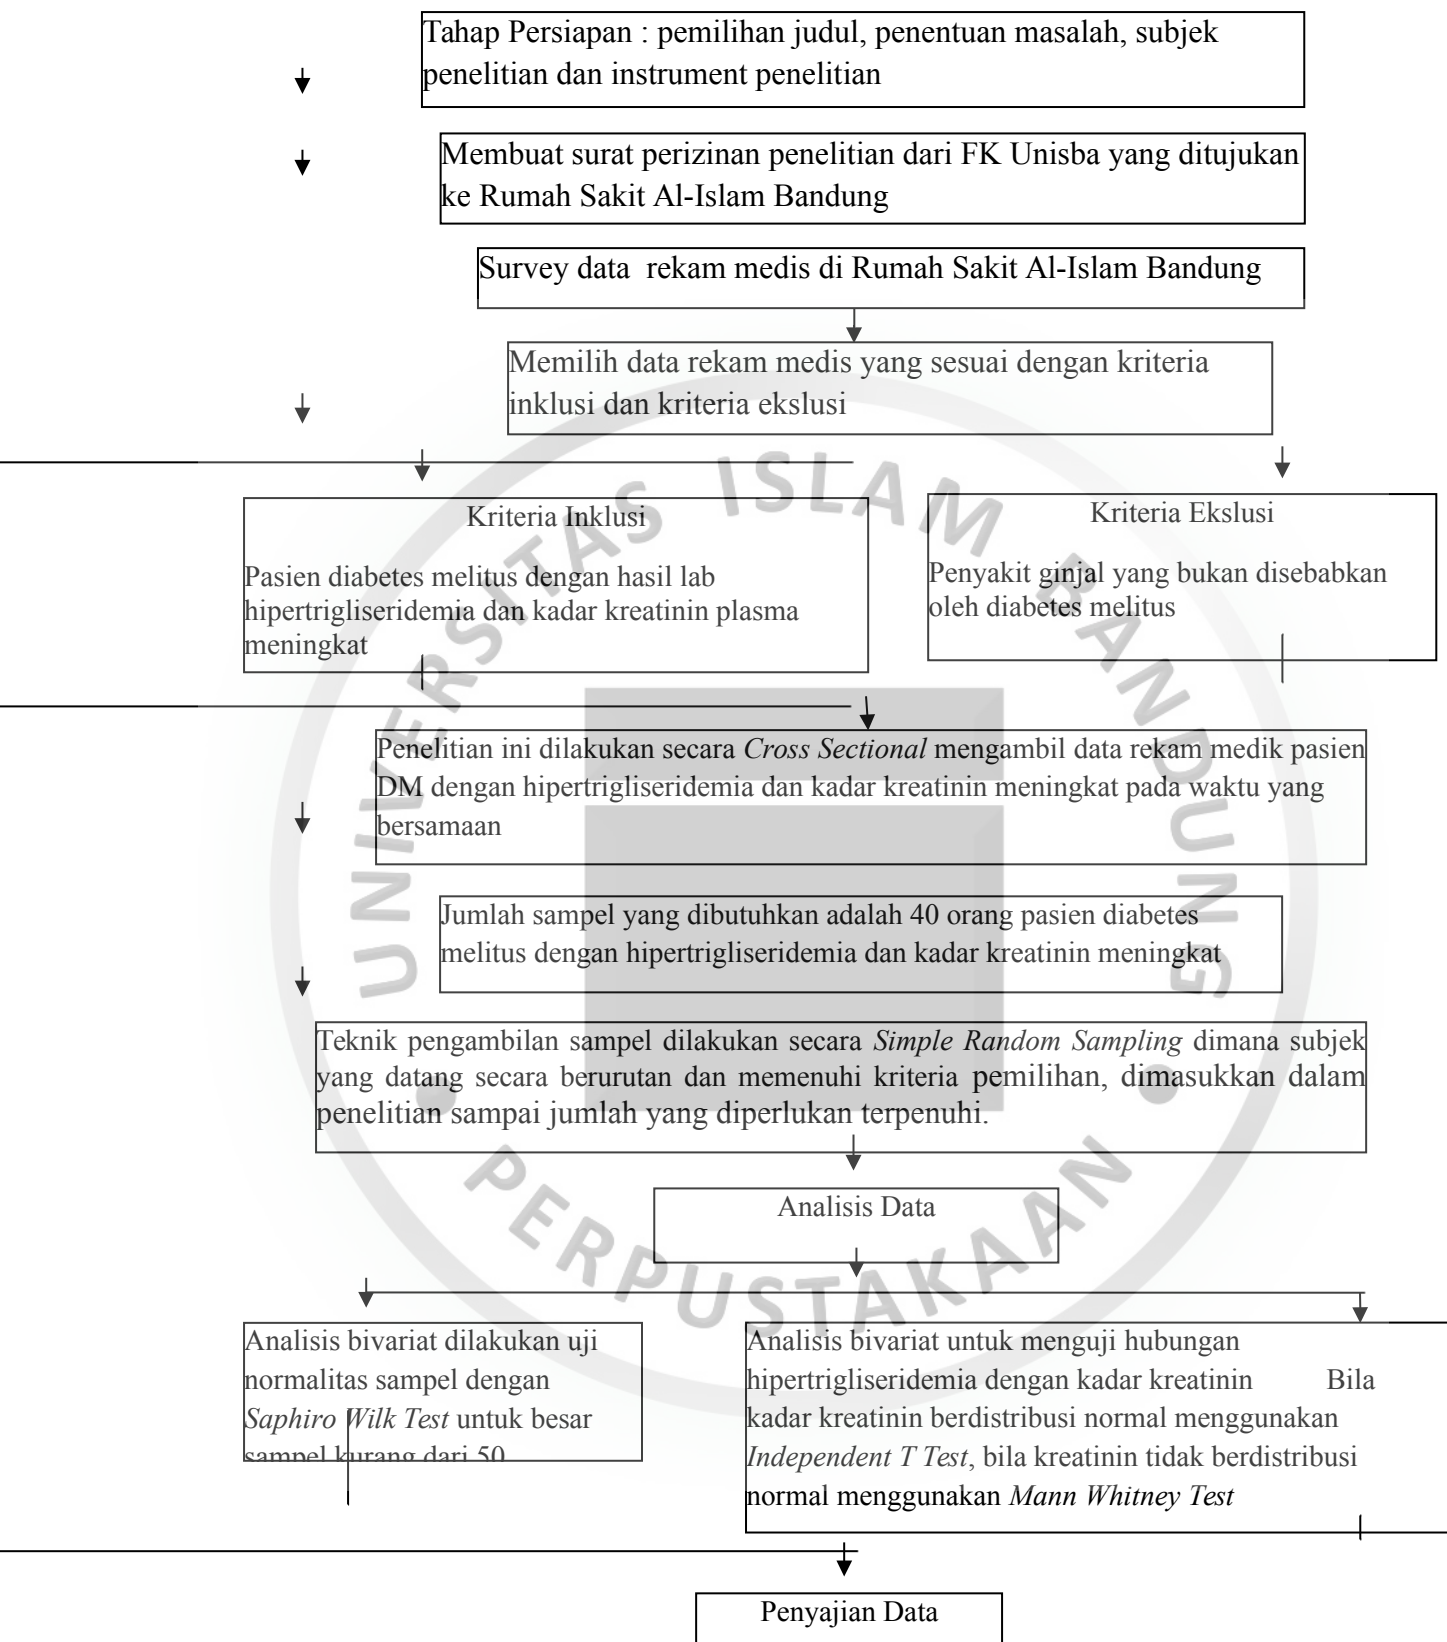 Tahap Persiapan : pemilihan judul, penentuan masalah, subjek
penelitian dan instrument penelitian
Membuat surat perizinan penelitian dari FK Unisba yang ditujukan
ke Rumah Sakit Al-Islam Bandung
Survey data rekam medis di Rumah Sakit Al-Islam Bandung
Memilih data rekam medis yang sesuai dengan kriteria
inklusi dan kriteria ekslusi
Kriteria Inklusi
Pasien diabetes melitus dengan hasil lab
hipertrigliseridemia dan kadar kreatinin plasma
meningkat
Kriteria Ekslusi
Penyakit ginjal yang bukan disebabkan
oleh diabetes melitus
Penelitian ini dilakukan secara Cross Sectional mengambil data rekam medik pasien
DM dengan hipertrigliseridemia dan kadar kreatinin meningkat pada waktu yang
bersamaan
Jumlah sampel yang dibutuhkan adalah 40 orang pasien diabetes
melitus dengan hipertrigliseridemia dan kadar kreatinin meningkat
Teknik pengambilan sampel dilakukan secara Simple Random Sampling dimana subjek
yang datang secara berurutan dan memenuhi kriteria pemilihan, dimasukkan dalam
penelitian sampai jumlah yang diperlukan terpenuhi.
Analisis Data
Analisis bivariat dilakukan uji
normalitas sampel dengan
Saphiro Wilk Test untuk besar
sampel kurang dari 50
Analisis bivariat untuk menguji hubungan
hipertrigliseridemia dengan kadar kreatinin Bila
kadar kreatinin berdistribusi normal menggunakan
Independent T Test, bila kreatinin tidak berdistribusi
normal menggunakan Mann Whitney Test
Penyajian Data
UNIVERSITAS ISLAM BANDUNG
PERPUSTAKAAN